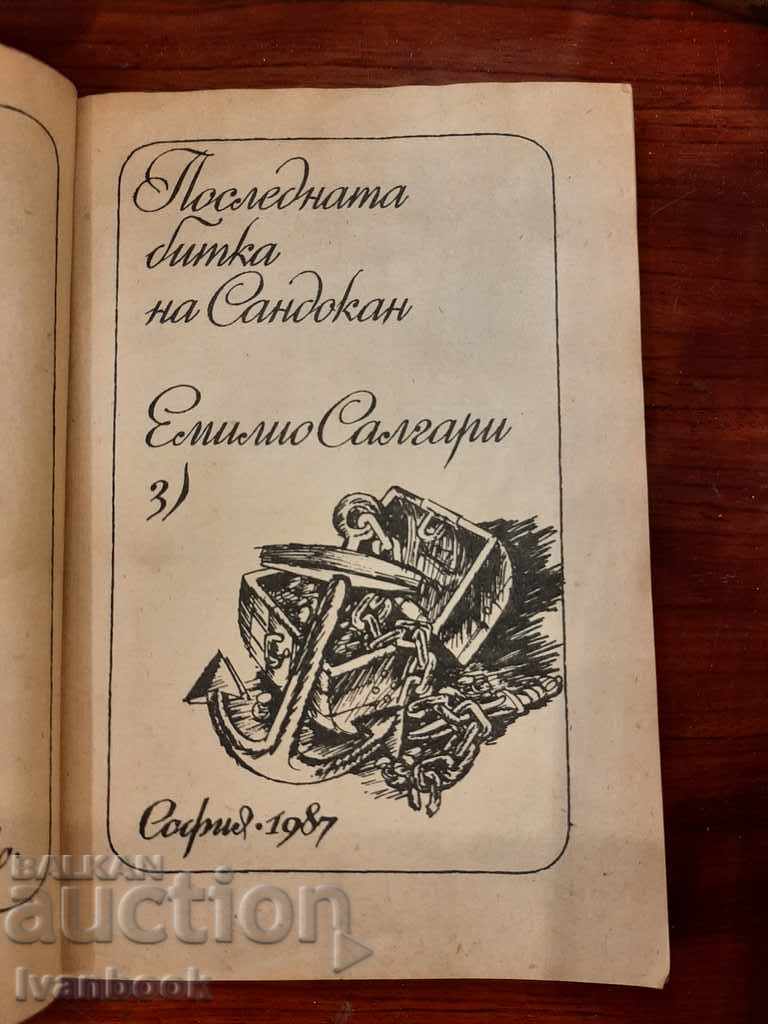 Последната
битка
на Сандокан
Емилио Салгари
3)
София · 1987
BALKAN
auction
Ivanbook